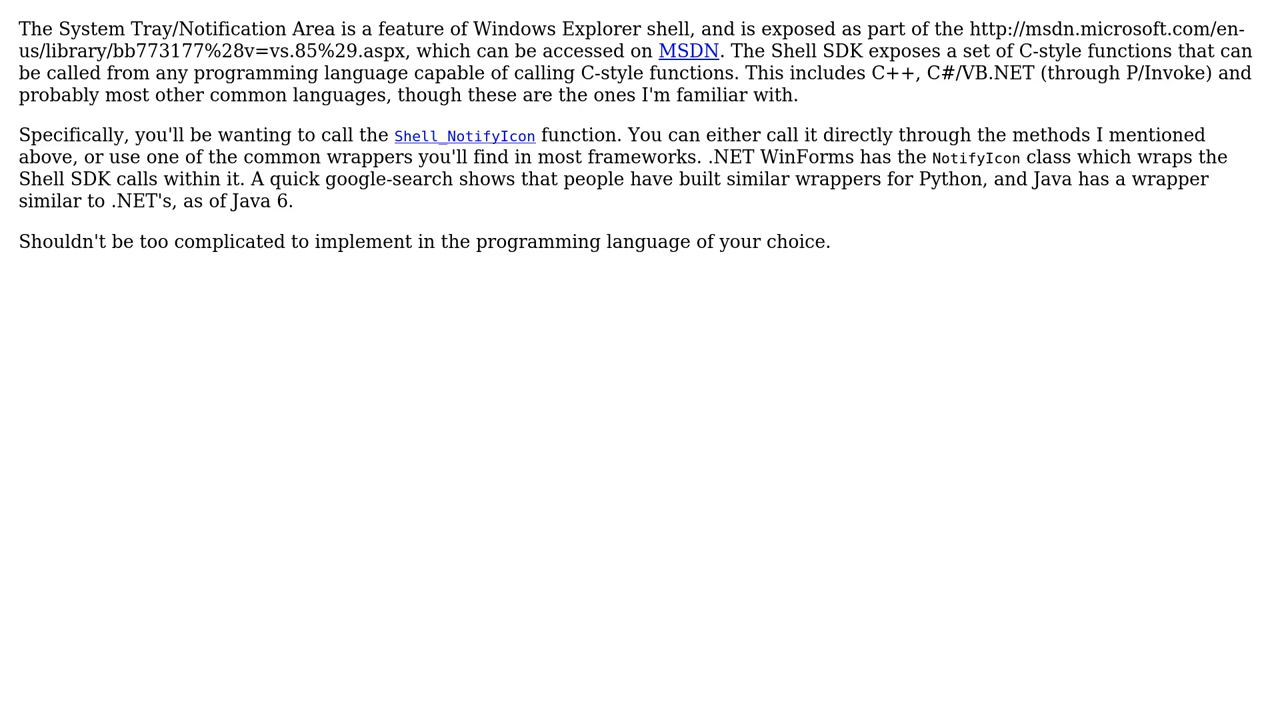 The System Tray/Notification Area is a feature of Windows Explorer shell, and is exposed as part of the http://msdn.microsoft.com/en-
us/library/bb773177%28v=vs.85%29.aspx, which can be accessed on MSDN. The Shell SDK exposes a set of C-style functions that can
be called from any programming language capable of calling C-style functions. This includes C++, C#/VB.NET (through P/Invoke) and
probably most other common languages, though these are the ones I'm familiar with.
Specifically, you'll be wanting to call the Shell_NotifyIcon function. You can either call it directly through the methods I mentioned
above, or use one of the common wrappers you'll find in most frameworks. .NET WinForms has the NotifyIcon class which wraps the
Shell SDK calls within it. A quick google-search shows that people have built similar wrappers for Python, and Java has a wrapper
similar to .NET's, as of Java 6.
Shouldn't be too complicated to implement in the programming language of your choice.